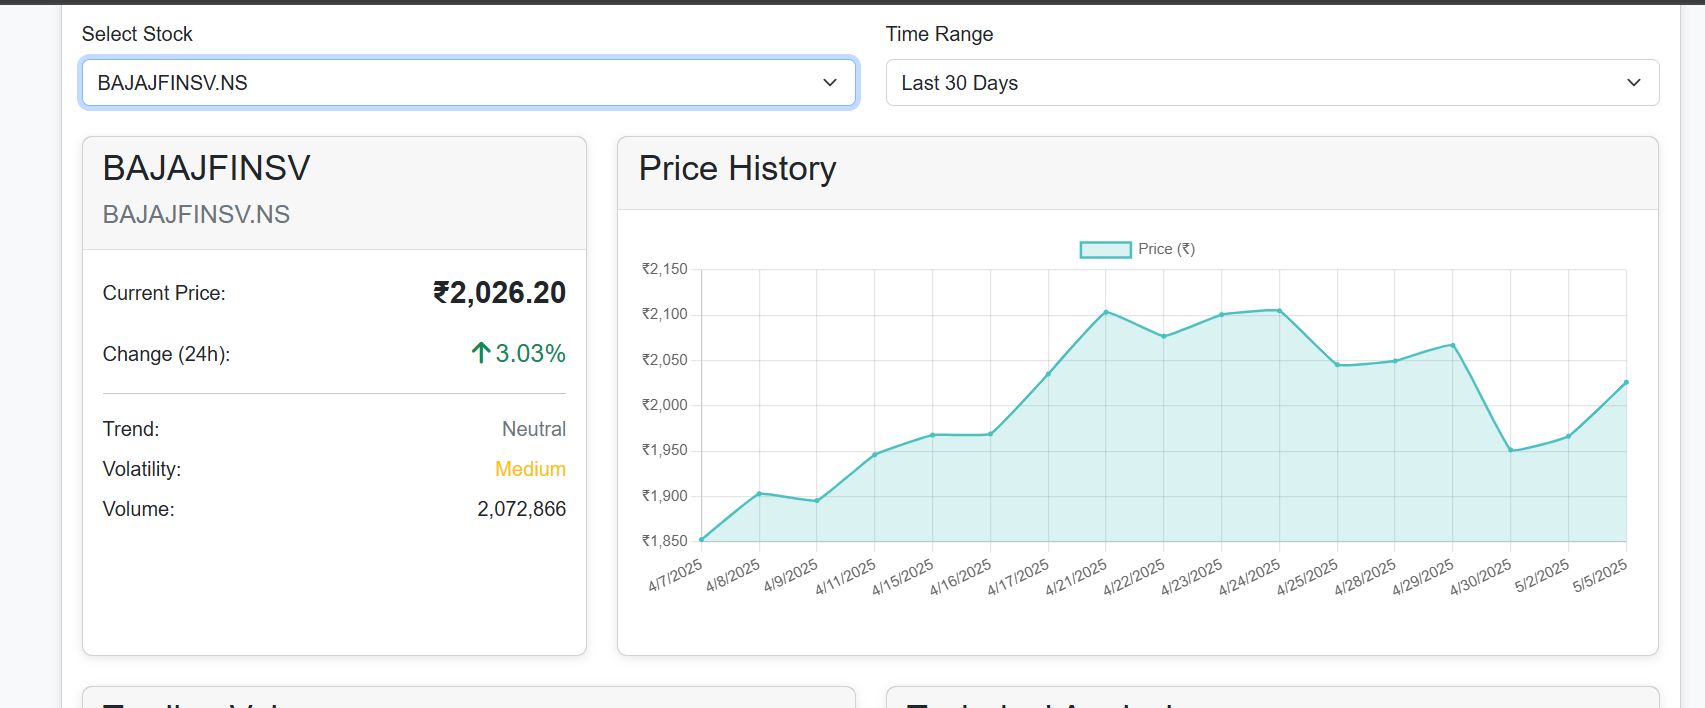 Select Stock
BAJAJFINSV.NS
Time Range
Last 30 Days
BAJAJFINSV
BAJAJFINSV.NS
Current Price:
₹2,026.20
Change (24h):
↑3.03%
Trend:
Neutral
Volatility:
Medium
Volume:
2,072,866
Price History
Price (₹)
₹2,150
₹2,100
₹2,050
₹2,000
₹1,950
₹1,900
₹1,850
4/7/2025
4/8/2025
4/9/2025
4/11/2025
4/15/2025
4/16/2025
4/17/2025
4/21/2025
4/22/2025
4/23/2025
4/24/2025
4/25/2025
4/28/2025
4/29/2025
4/30/2025
5/2/2025
5/5/2025